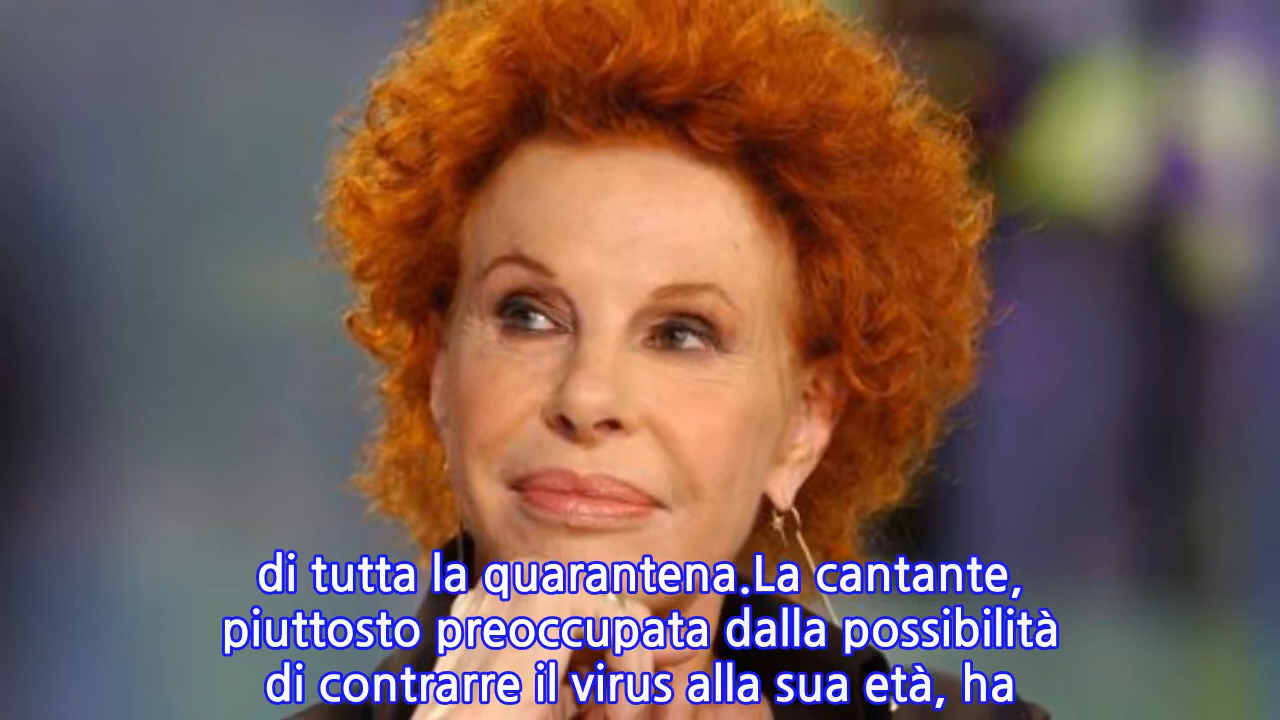 di tutta la quarantena.La cantante,
piuttosto preoccupata dalla possibilità
di contrarre il virus alla sua età, ha